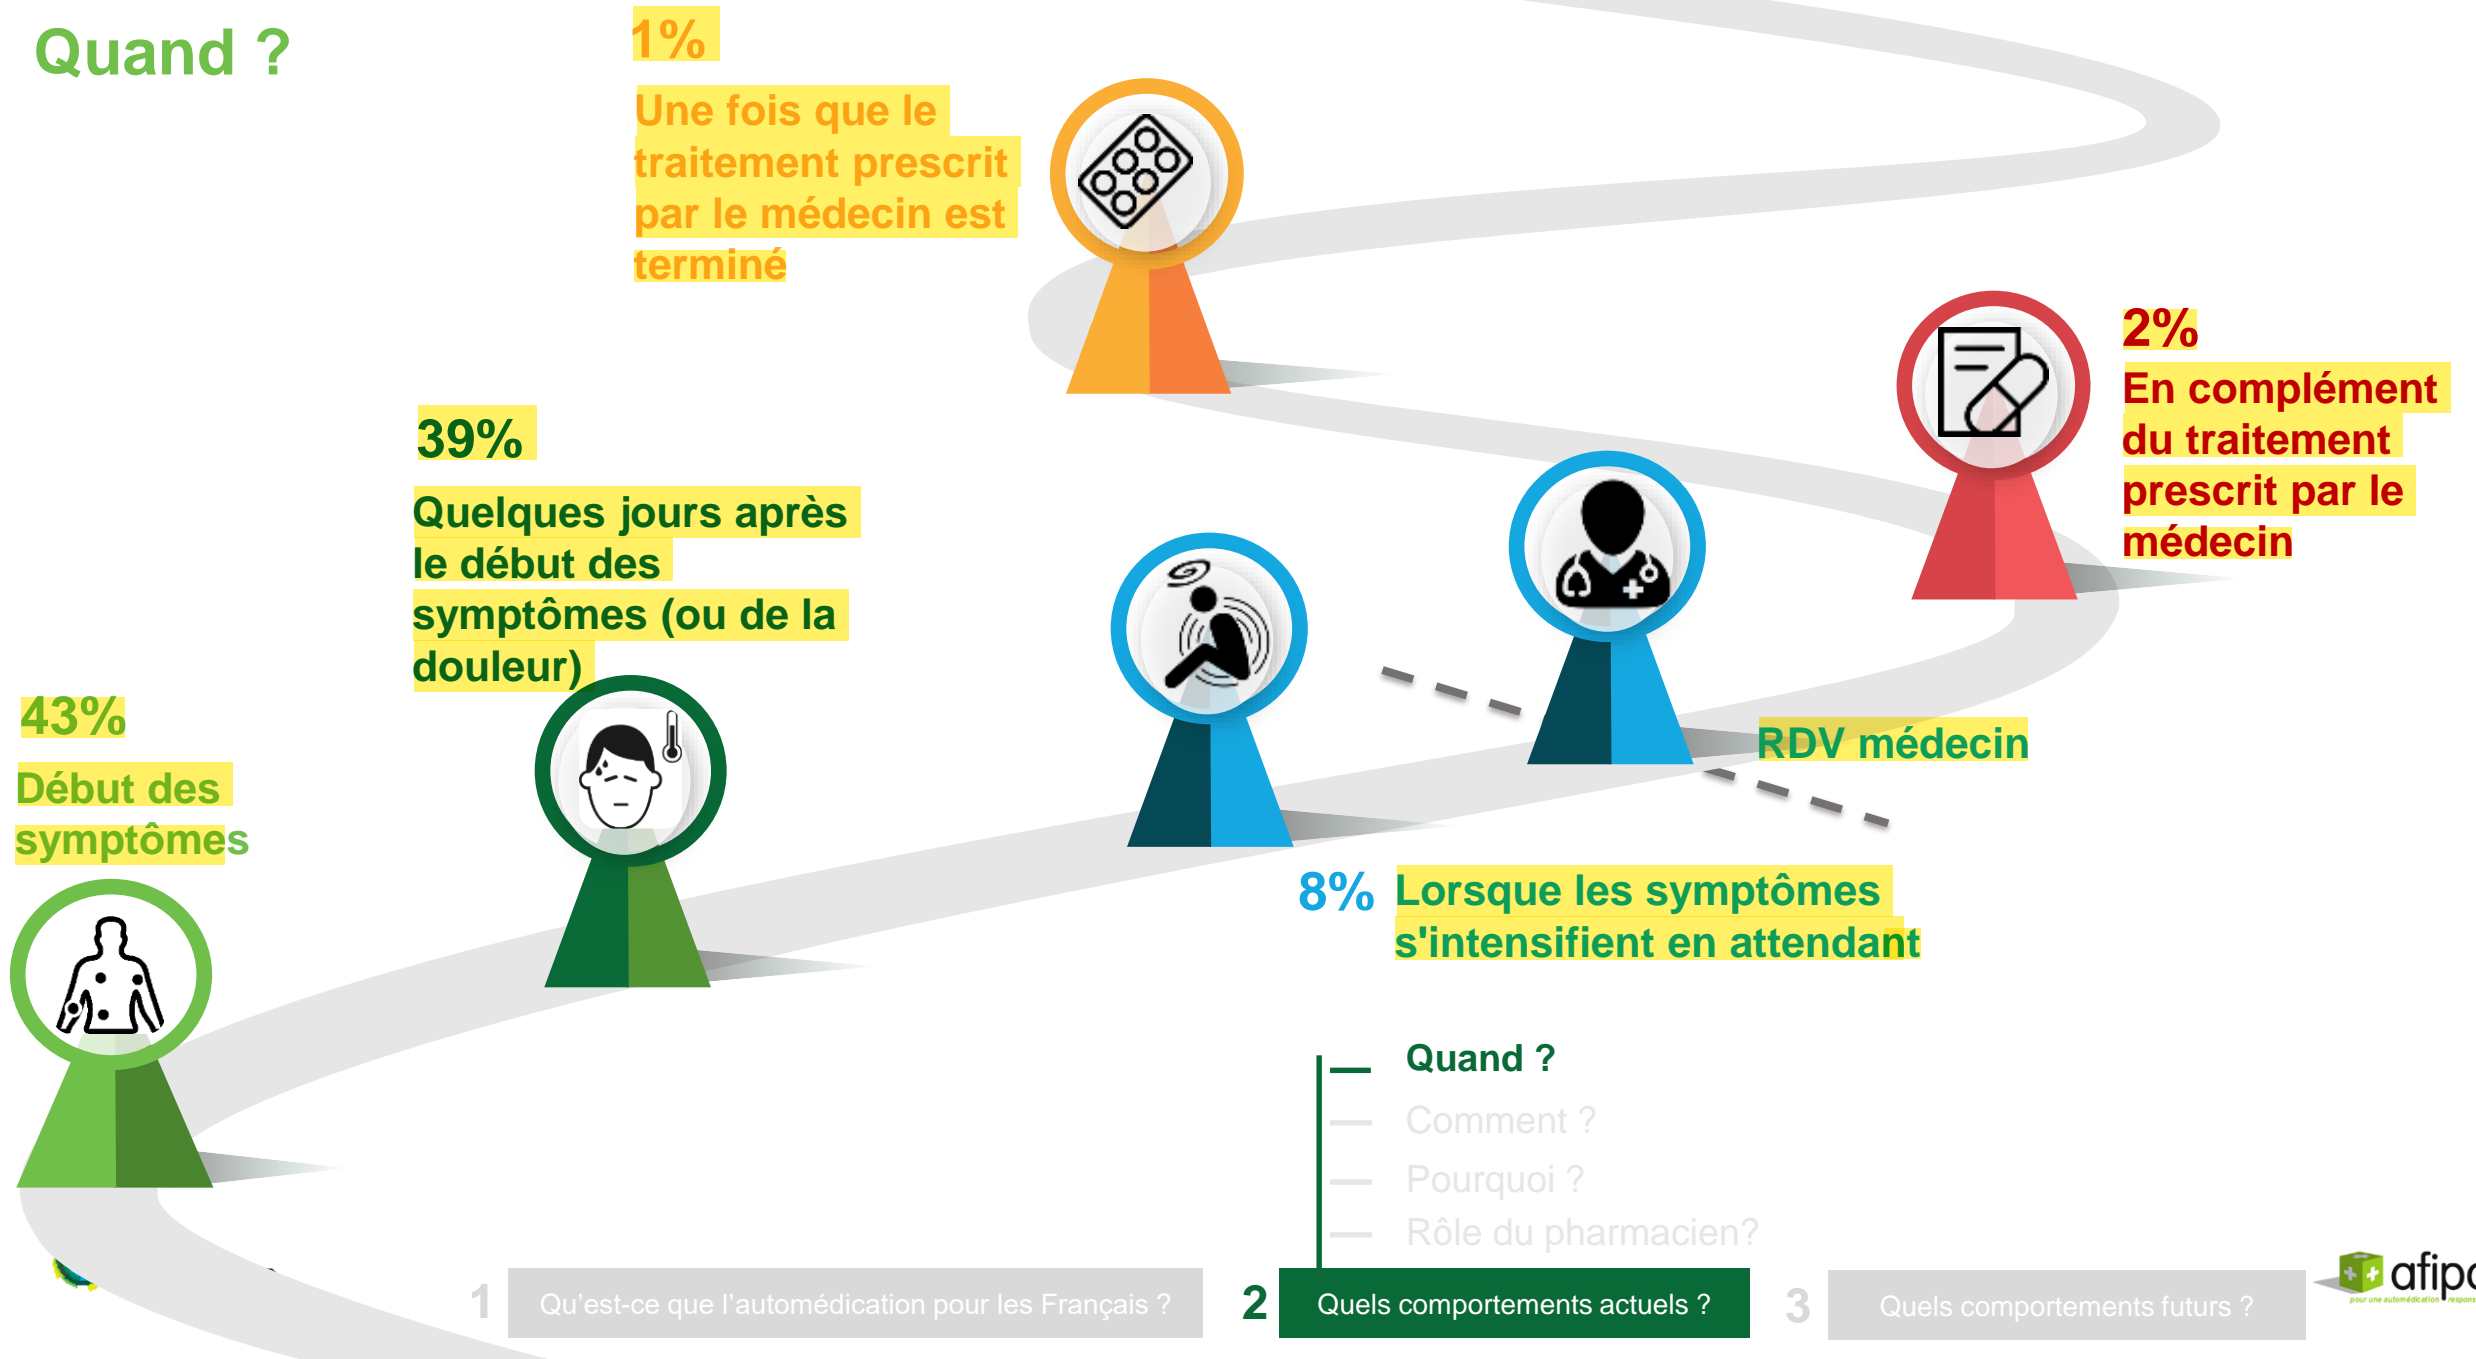 Quand ?
1%
Une fois que le
traitement prescrit
par le médecin est
terminé
2%
En complément
du traitement
prescrit par le
médecin
39%
Quelques jours après
le début des
symptômes (ou de la
douleur)
43%
Début des
symptômes
RDV médecin
8% Lorsque les symptômes
s'intensifient en attendant
Quand ?
Comment ?
Pourquoi ?
Rôle du pharmacien?
1 Qu’est-ce que l’automédication pour les Français ?
2 Quels comportements actuels ?
3 Quels comportements futurs ?
pour une automédication